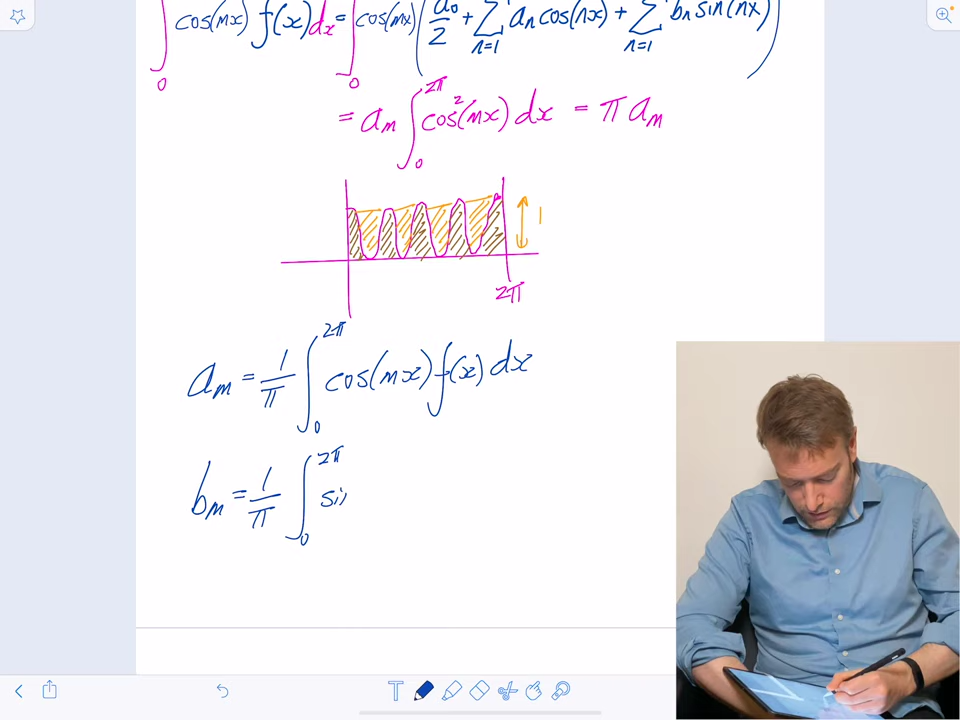 ∫₀ cos(mx) f(x)dx = ∫₀ cos(mx) (a₀/2 + ∑ₙ₌₁ aₙ cos(nx) + ∑ₙ₌₁ bₙ sin(nx))
= aₘ ∫₀^2π cos²(mx) dx = π aₘ
1
2π
aₘ = 1/π ∫₀^2π cos(mx) f(x) dx
bₘ = 1/π ∫₀^2π sin
T